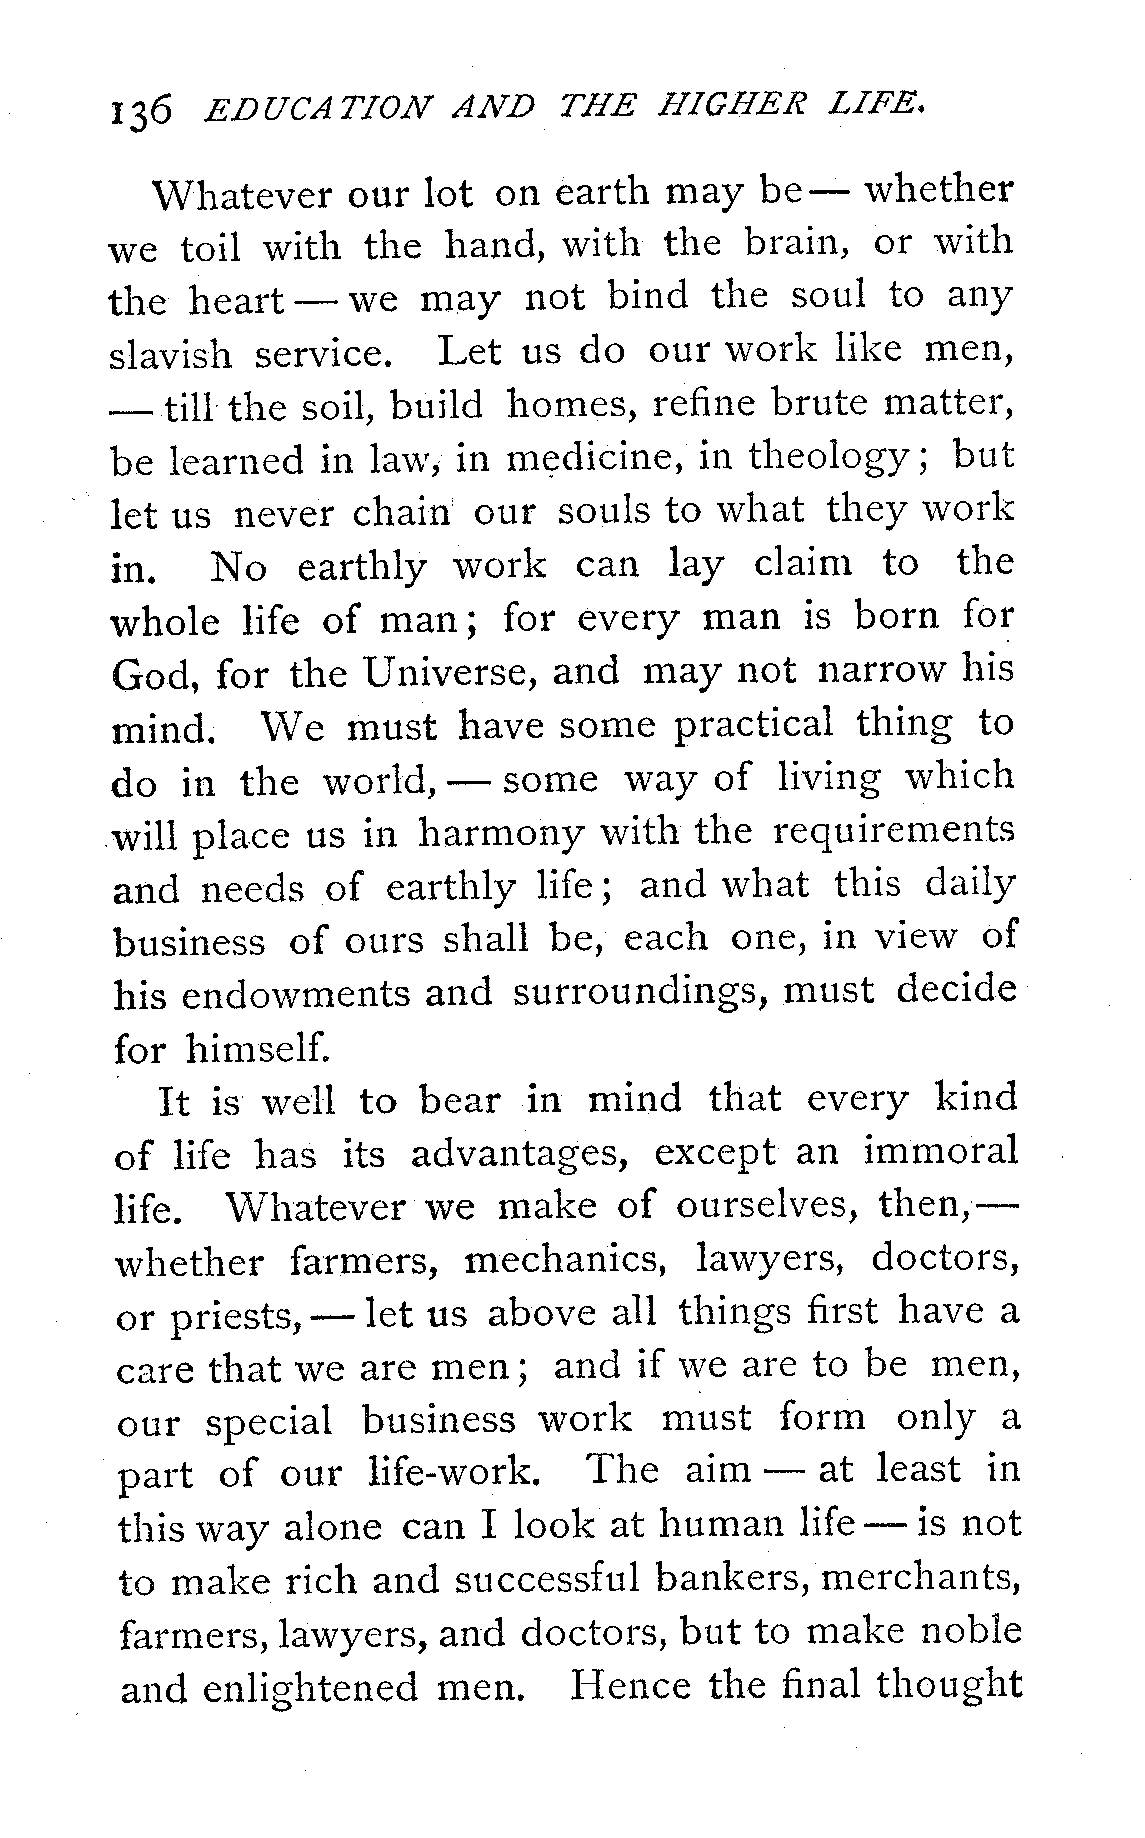 136 EDUCATION AND THE HIGHER LIFE.
Whatever our lot on earth may be— whether
we toil with the hand, with the brain, or with
the heart — we may not bind the soul to any
slavish service. Let us do our work like men,
— till the soil, build homes, refine brute matter,
be learned in law, in medicine, in theology; but
let us never chain our souls to what they work
in. No earthly work can lay claim to the
whole life of man; for every man is born for
God, for the Universe, and may not narrow his
mind. We must have some practical thing to
do in the world, — some way of living which
will place us in harmony with the requirements
and needs of earthly life; and what this daily
business of ours shall be, each one, in view of
his endowments and surroundings, must decide
for himself.
It is well to bear in mind that every kind
of life has its advantages, except an immoral
life. Whatever we make of ourselves, then,—
whether farmers, mechanics, lawyers, doctors,
or priests, — let us above all things first have a
care that we are men; and if we are to be men,
our special business work must form only a
part of our life-work. The aim — at least in
this way alone can I look at human life — is not
to make rich and successful bankers, merchants,
farmers, lawyers, and doctors, but to make noble
and enlightened men. Hence the final thought